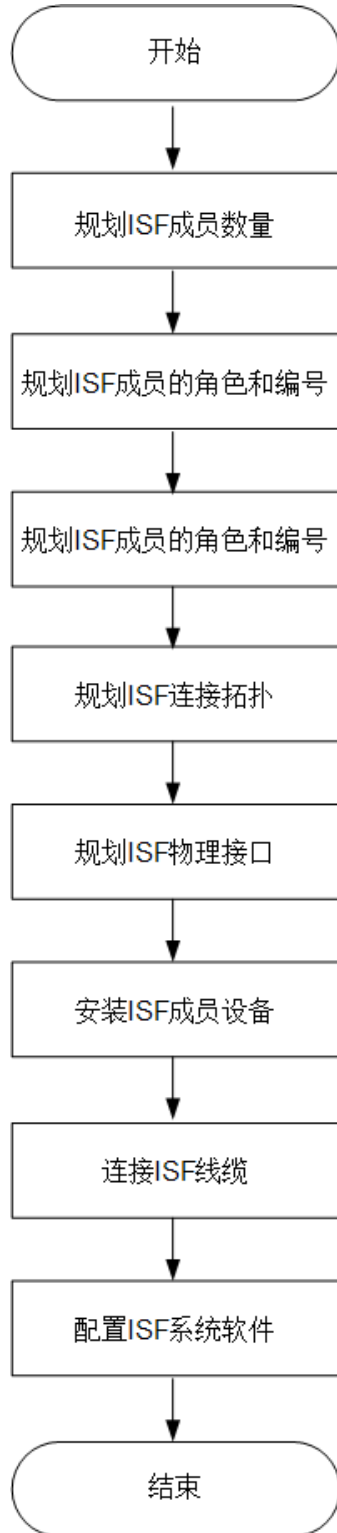 开始
规划ISF成员数量
规划ISF成员的角色和编号
规划ISF成员的角色和编号
规划ISF连接拓扑
规划ISF物理接口
安装ISF成员设备
连接ISF线缆
配置ISF系统软件
结束